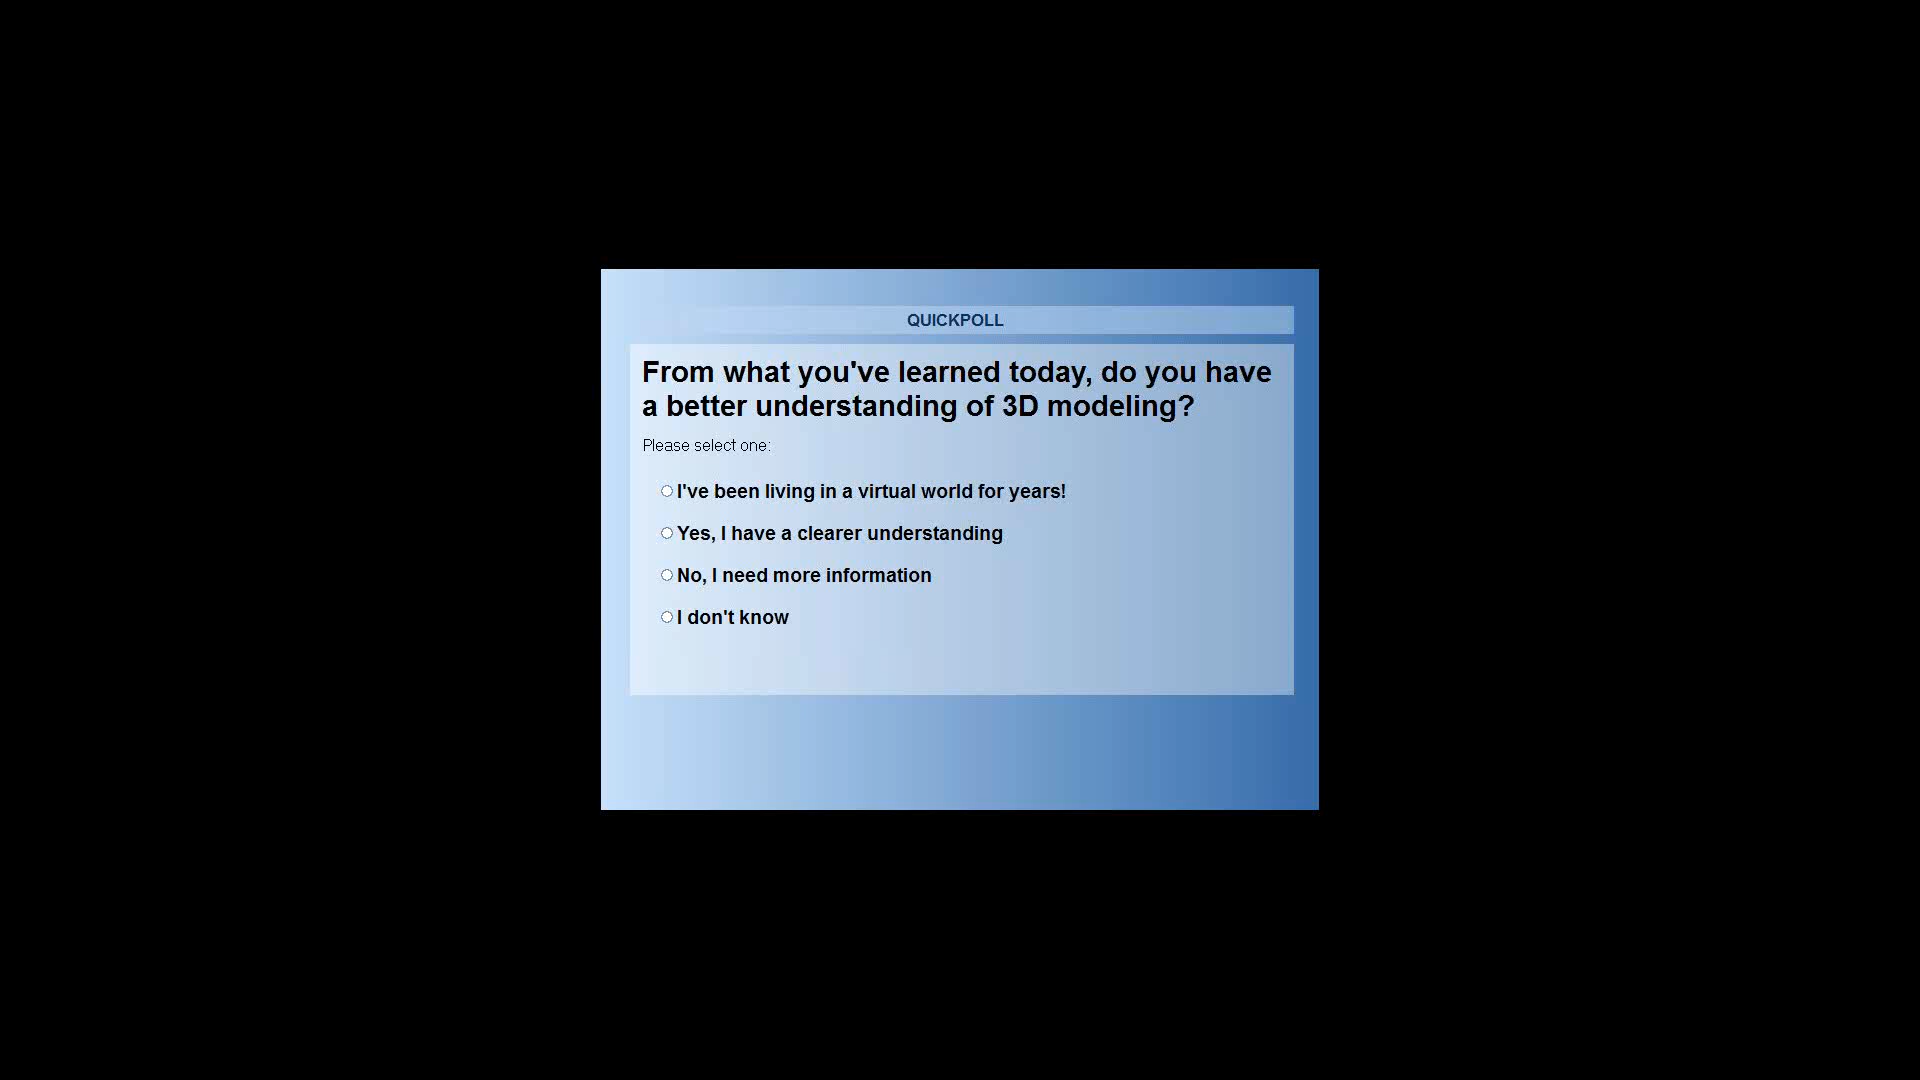 QUICKPOLL
From what you've learned today, do you have
a better understanding of 3D modeling?
Please select one:
I've been living in a virtual world for years!
Yes, I have a clearer understanding
No, I need more information
I don't know